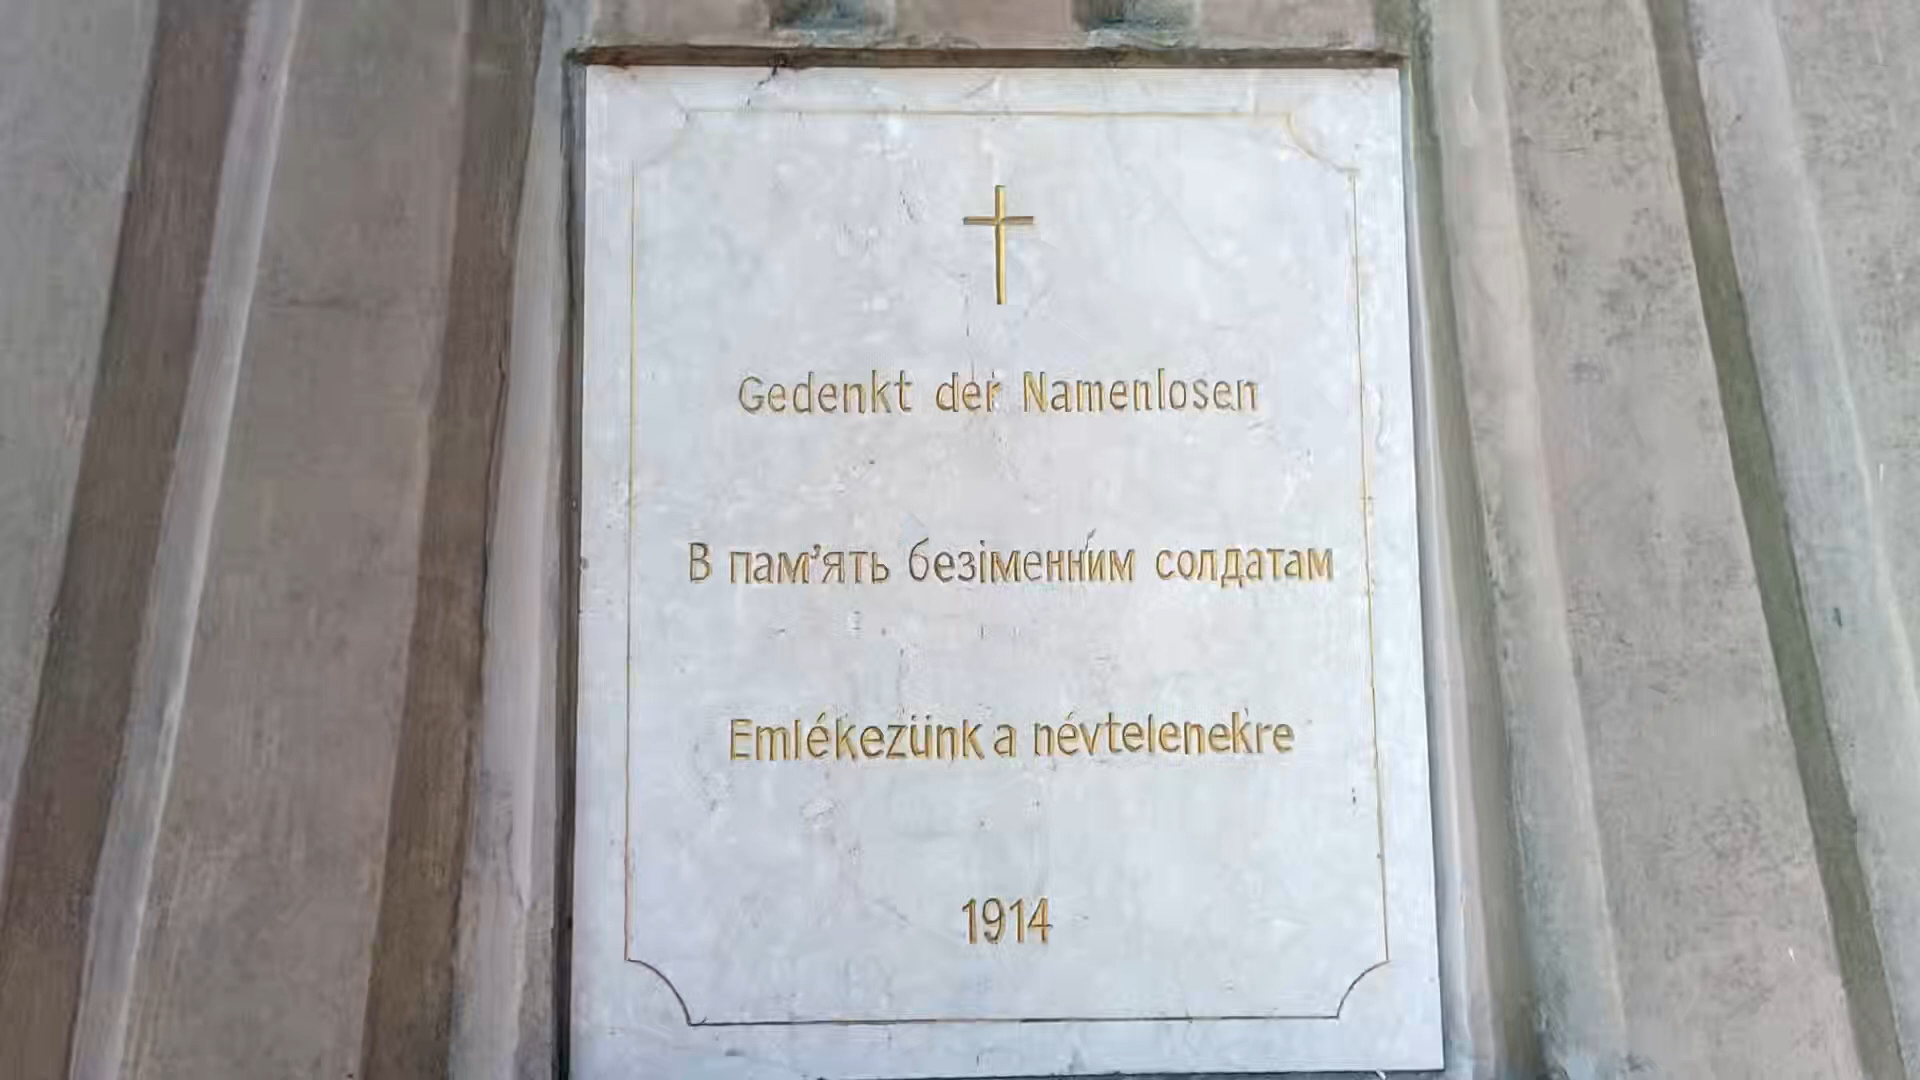 Gedenkt der Namenlosen
В пам’ять безіменним солдатам
Emlékezünk a névtelenekre
1914